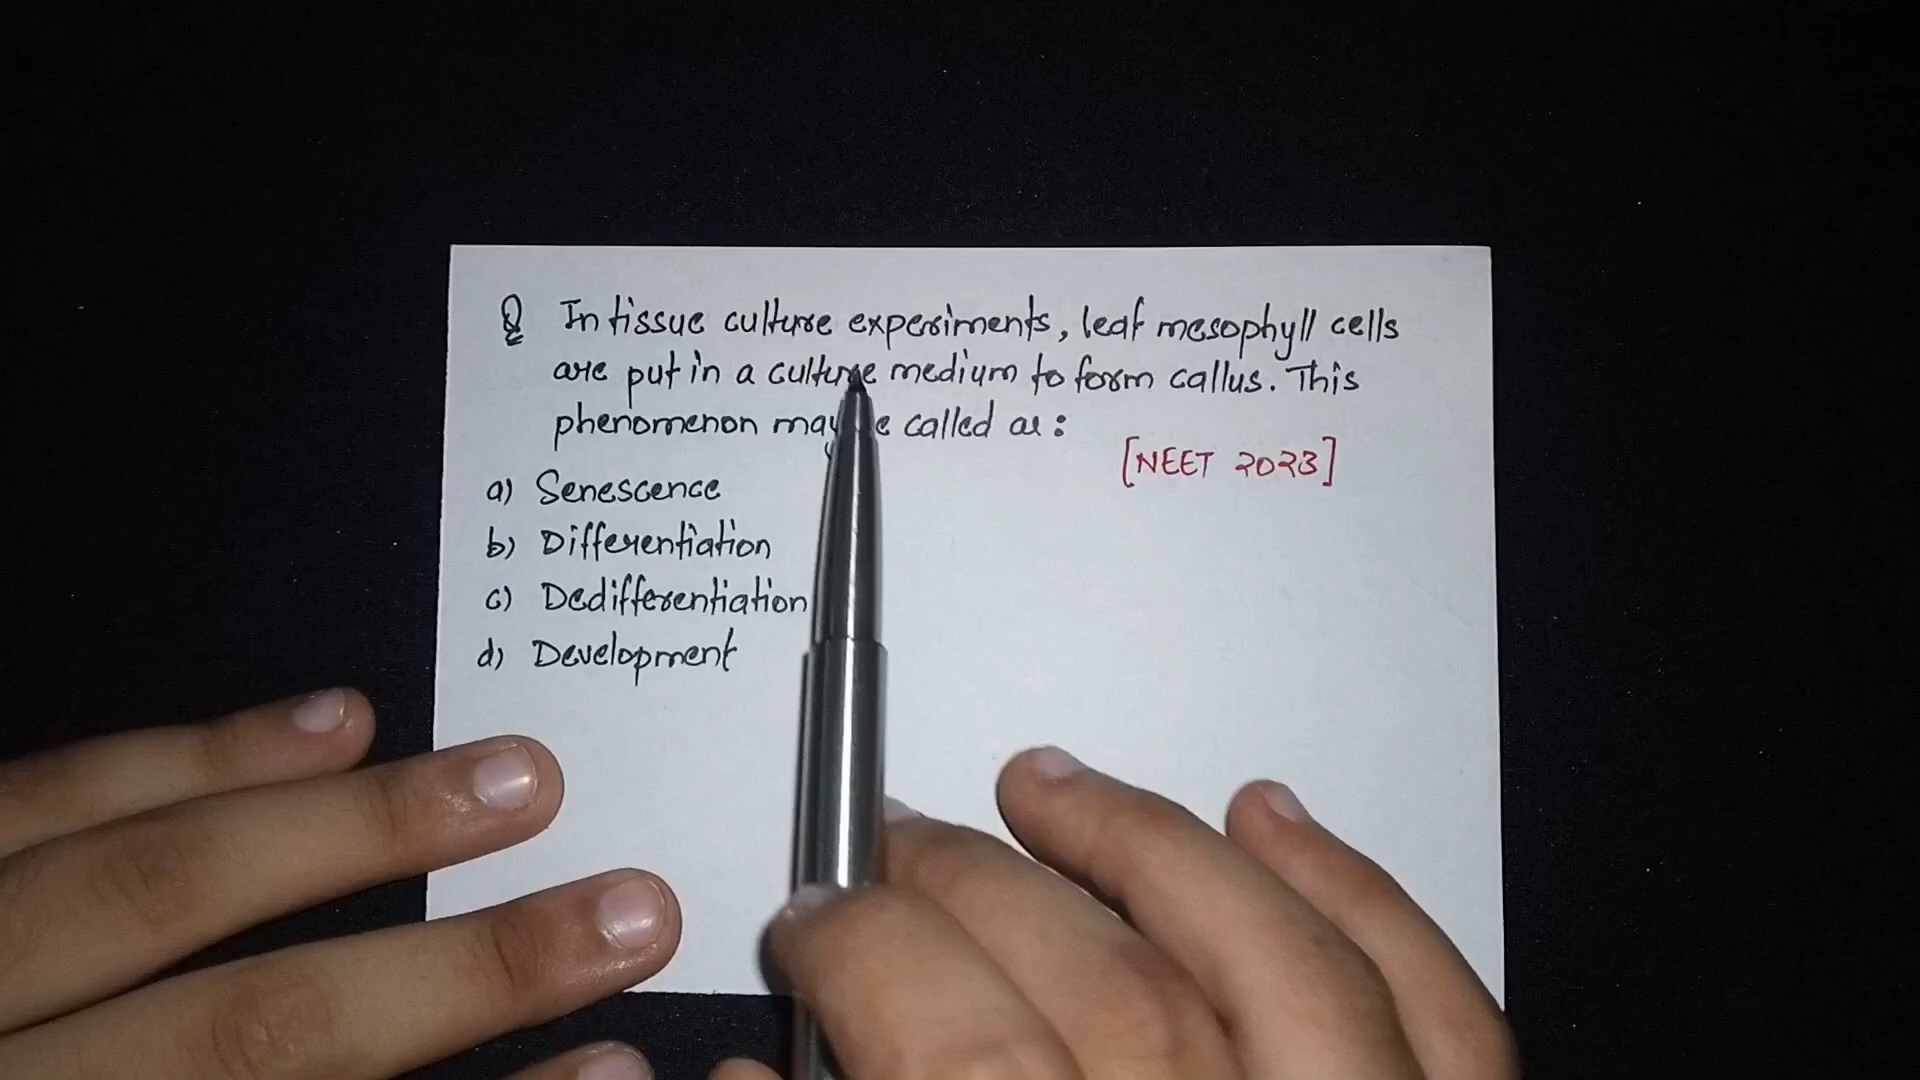 Q In tissue culture experiments, leaf mesophyll cells
are put in a culture medium to form callus. This
phenomenon may called as:
[NEET 2023]
a) Senescence
b) Differentiation
c) Dedifferentiation
d) Development